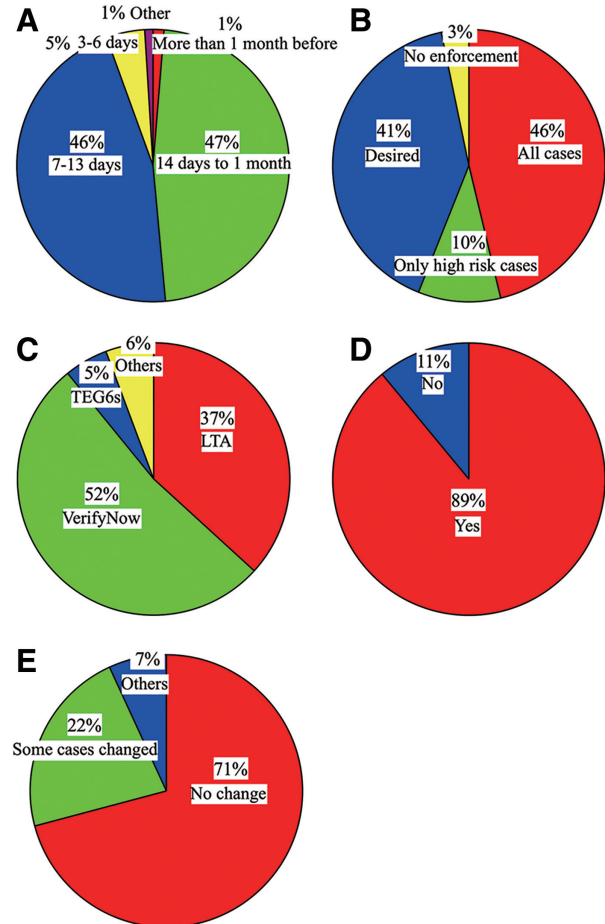 A
1% Other
1%
More than 1 month before
5% 3-6 days
46%
7-13 days
47%
14 days to 1 month
B
3%
No enforcement
41%
Desired
46%
All cases
10%
Only high risk cases
C
6%
Others
5%
TEG6s
37%
LTA
52%
VerifyNow
D
11%
No
89%
Yes
E
7%
Others
22%
Some cases changed
71%
No change